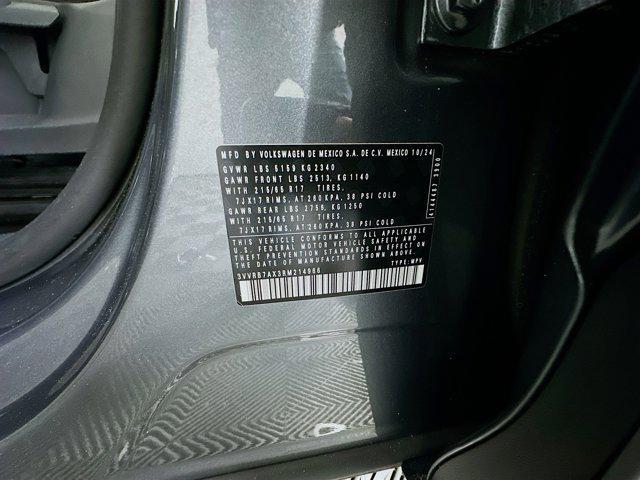 MFD BY VOLKSWAGEN DE MEXICO S.A. DE C.V. MEXICO 10/24
GVWR LBS 5159 KG 2340
GAWR FRONT LBS 2513, KG 1140
WITH 215/65 R17 TIRES,
7JX17 RIMS, AT 260 KPA, 38 PSI COLD
GAWR REAR LBS 2756, KG 1250
WITH 215/65 R17 TIRES,
7JX17 RIMS, AT 260 KPA, 38 PSI COLD
THIS VEHICLE CONFORMS TO ALL APPLICABLE
U.S. FEDERAL MOTOR VEHICLE SAFETY AND
THEFT PREVENTION STANDARDS IN EFFECT ON
THE DATE OF MANUFACTURE SHOWN ABOVE.
3VVRB7AX3RM214966 TYPE: MPV